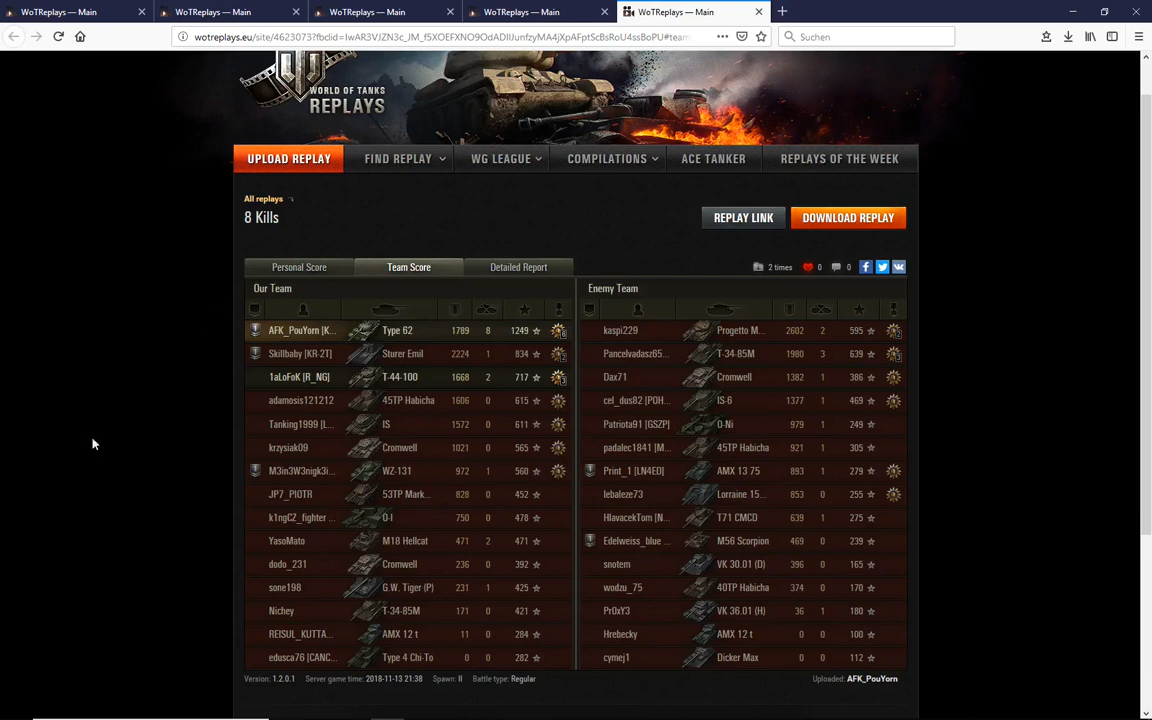 WoTReplays — Main
WoTReplays — Main
WoTReplays — Main
WoTReplays — Main
WoTReplays — Main
wotreplays.eu/site/4623073?fbclid=IwAR3VJZN3c_JM_f5XOEFXNO9OdADIIJunfzyMA4jXpAFptScBsRoU4ssBoPU#team
Suchen
WORLD OF TANKS
REPLAYS
UPLOAD REPLAY FIND REPLAY WG LEAGUE COMPILATIONS ACE TANKER REPLAYS OF THE WEEK
All replays
8 Kills
REPLAY LINK DOWNLOAD REPLAY
Personal Score Team Score Detailed Report 2 times 0 0
Our Team
AFK_PouYorn [K... Type 62 1789 8 1249 6
Skillbaby [KR-2T] Sturer Emil 2224 1 834 2
1aLoFoK [R_NG] T-44-100 1668 2 717 3
adamosis121212 45TP Habicha 1606 0 615
Tanking1999 [L... IS 1572 0 611
krzysiak09 Cromwell 1021 0 565
M3in3W3nigk3i... WZ-131 972 1 560
JP7_PIOTR 53TP Mark... 828 0 452
k1ngCZ_fighter ... O-I 750 0 478
YasoMato M18 Hellcat 471 2 471
dodo_231 Cromwell 236 0 392
sone198 G.W. Tiger (P) 231 1 425
Nichey T-34-85M 171 0 421
REISUL_KUTTA... AMX 12 t 11 0 284
edusca76 [CANC... Type 4 Chi-To 0 0 282
Enemy Team
kaspi229 Progetto M... 2602 2 595 2
Pancelvadasz65... T-34-85M 1980 3 639 3
Dax71 Cromwell 1382 1 386
cel_dus82 [POH... IS-6 1377 1 469
Patriota91 [GSZP] O-Ni 979 1 249
padalec1841 [M... 45TP Habicha 921 1 305
Print_1 [LN4ED] AMX 13 75 893 1 279
lebaleze73 Lorraine 15... 853 0 255
HlavacekTom [N... T71 CMCD 639 1 275
Edelweiss_blue ... M56 Scorpion 469 0 239
snotem VK 30.01 (D) 396 0 165
wodzu_75 40TP Habicha 374 0 170
Pr0xY3 VK 36.01 (H) 36 1 180
Hrebecky AMX 12 t 0 0 100
cymej1 Dicker Max 0 0 112
Version: 1.2.0.1 Server game time: 2018-11-13 21:38 Spawn: II Battle type: Regular Uploaded: AFK_PouYorn